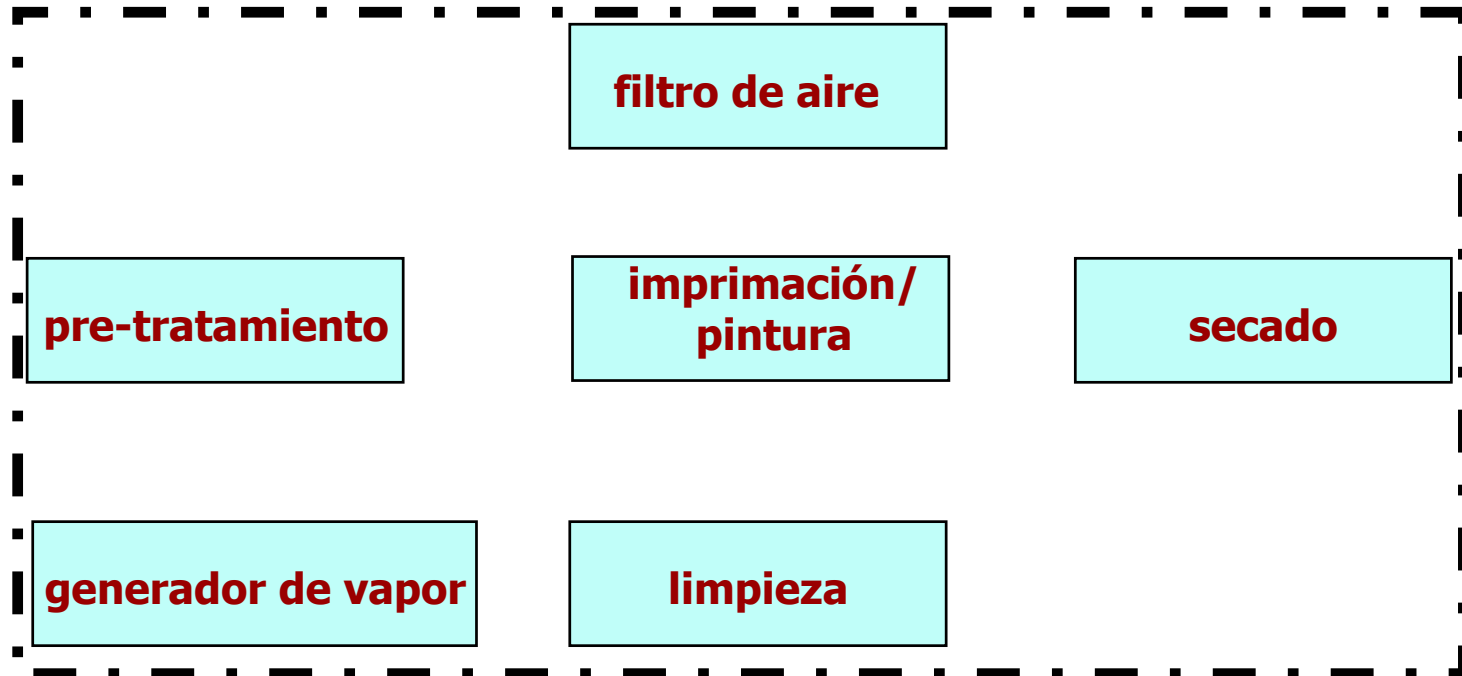 filtro de aire
pre-tratamiento
imprimación/
pintura
secado
generador de vapor
limpieza